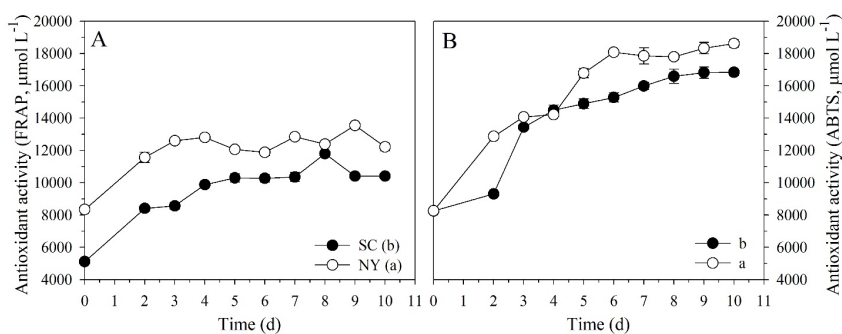 A
B
Antioxidant activity (FRAP, µmol L⁻¹)
20000
18000
16000
14000
12000
10000
8000
6000
4000
0 1 2 3 4 5 6 7 8 9 10 11
Time (d)
SC (b)
NY (a)
20000
18000
16000
14000
12000
10000
8000
6000
4000
0 1 2 3 4 5 6 7 8 9 10 11
Time (d)
b
a
Antioxidant activity (ABTS, µmol L⁻¹)